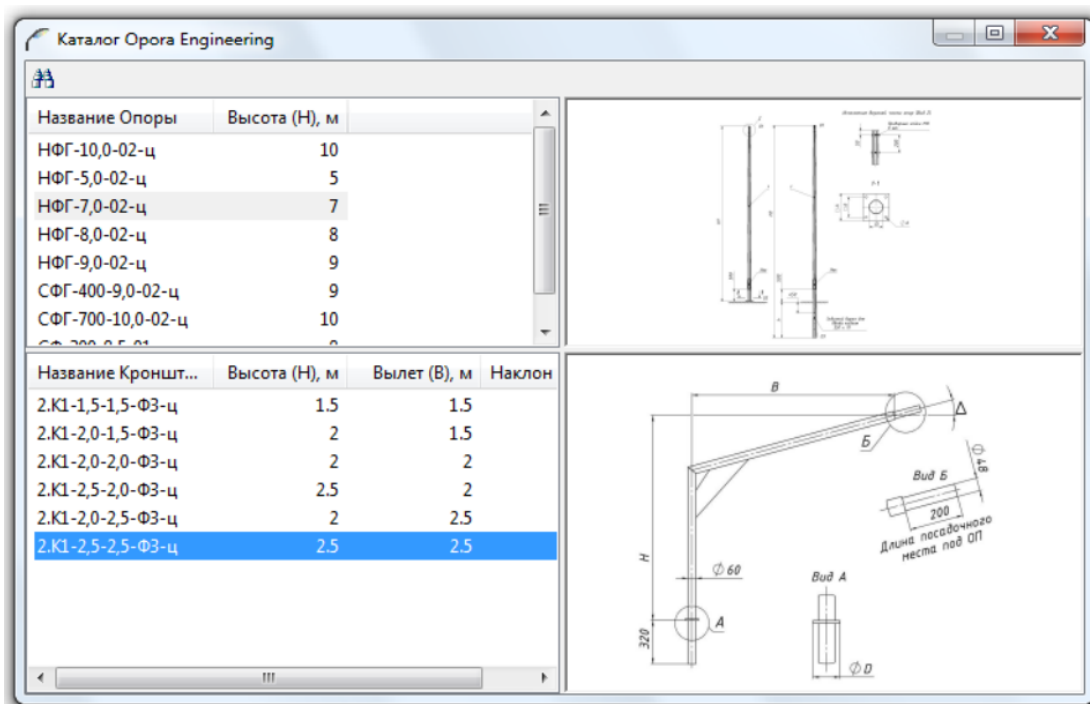 Каталог Opora Engineering
Название Опоры Высота (Н), м
НФГ-10,0-02-ц 10
НФГ-5,0-02-ц 5
НФГ-7,0-02-ц 7
НФГ-8,0-02-ц 8
НФГ-9,0-02-ц 9
СФГ-400-9,0-02-ц 9
СФГ-700-10,0-02-ц 10
Название Кроншт... Высота (Н), м Вылет (В), м Наклон
2.К1-1,5-1,5-Ф3-ц 1.5 1.5
2.К1-2,0-1,5-Ф3-ц 2 1.5
2.К1-2,0-2,0-Ф3-ц 2 2
2.К1-2,5-2,0-Ф3-ц 2.5 2
2.К1-2,0-2,5-Ф3-ц 2 2.5
2.К1-2,5-2,5-Ф3-ц 2.5 2.5
В
Δ
Б
Ф 48
Вид Б
200
Длина посадочного
места под ОП
Н
Ф 60
Вид А
А
320
Ф D